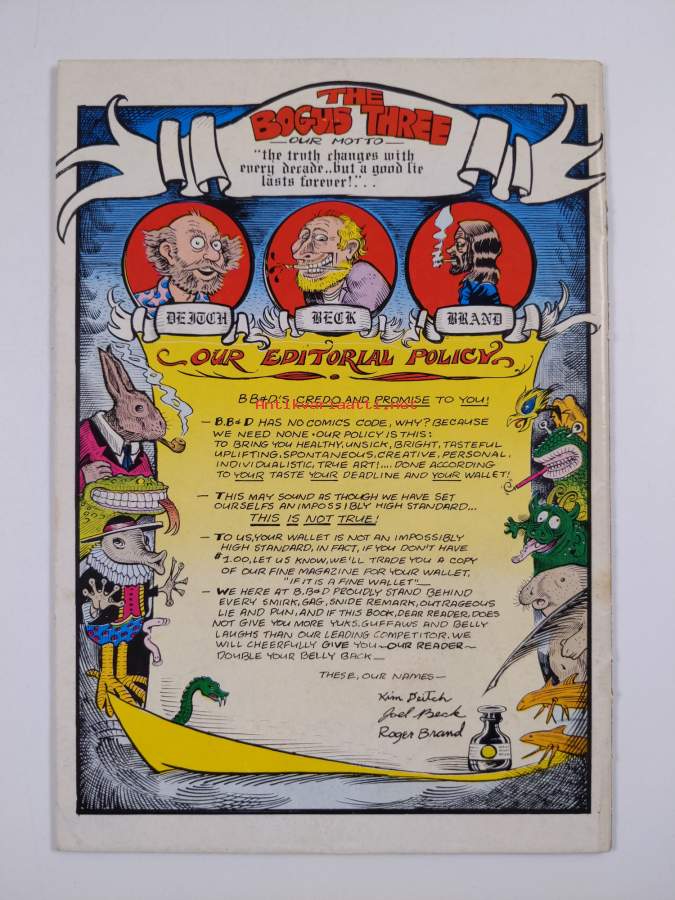 THE
BOGUS THREE
—OUR MOTTO—
"the truth changes with
every decade..but a good lie
lasts forever!"...
DEITCH
BECK
BRAND
OUR EDITORIAL POLICY
BB&D'S CREDO AND PROMISE TO YOU!
Antikvariaatti.net
— B.B&D HAS NO COMICS CODE, WHY? BECAUSE
WE NEED NONE • OUR POLICY IS THIS:
TO BRING YOU HEALTHY, UNSICK, BRIGHT, TASTEFUL
UPLIFTING, SPONTANEOUS, CREATIVE, PERSONAL,
INDIVIDUALISTIC, TRUE ART!.... DONE ACCORDING
TO YOUR TASTE YOUR DEADLINE AND YOUR WALLET!
— THIS MAY SOUND AS THOUGH WE HAVE SET
OURSELFS AN IMPOSSIBLY HIGH STANDARD...
THIS IS NOT TRUE!
— TO US, YOUR WALLET IS NOT AN IMPOSSIBLY
HIGH STANDARD, IN FACT, IF YOU DON'T HAVE
$1.00, LET US KNOW, WE'LL TRADE YOU A COPY
OF OUR FINE MAGAZINE FOR YOUR WALLET,
"IF IT IS A FINE WALLET"—
— WE HERE AT B.B&D PROUDLY STAND BEHIND
EVERY SMIRK, GAG, SNIDE REMARK, OUTRAGEOUS
LIE AND PUN, AND IF THIS BOOK, DEAR READER, DOES
NOT GIVE YOU MORE YUKS, GUFFAWS AND BELLY
LAUGHS THAN OUR LEADING COMPETITOR, WE
WILL CHEERFULLY GIVE YOU ~ OUR READER ~
DOUBLE YOUR BELLY BACK —
THESE, OUR NAMES —
Kim Deitch
Joel Beck
Roger Brand